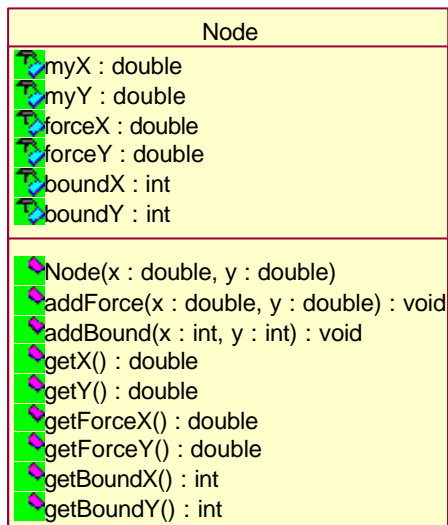 Node
myX : double
myY : double
forceX : double
forceY : double
boundX : int
boundY : int
Node(x : double, y : double)
addForce(x : double, y : double) : void
addBound(x : int, y : int) : void
getX() : double
getY() : double
getForceX() : double
getForceY() : double
getBoundX() : int
getBoundY() : int